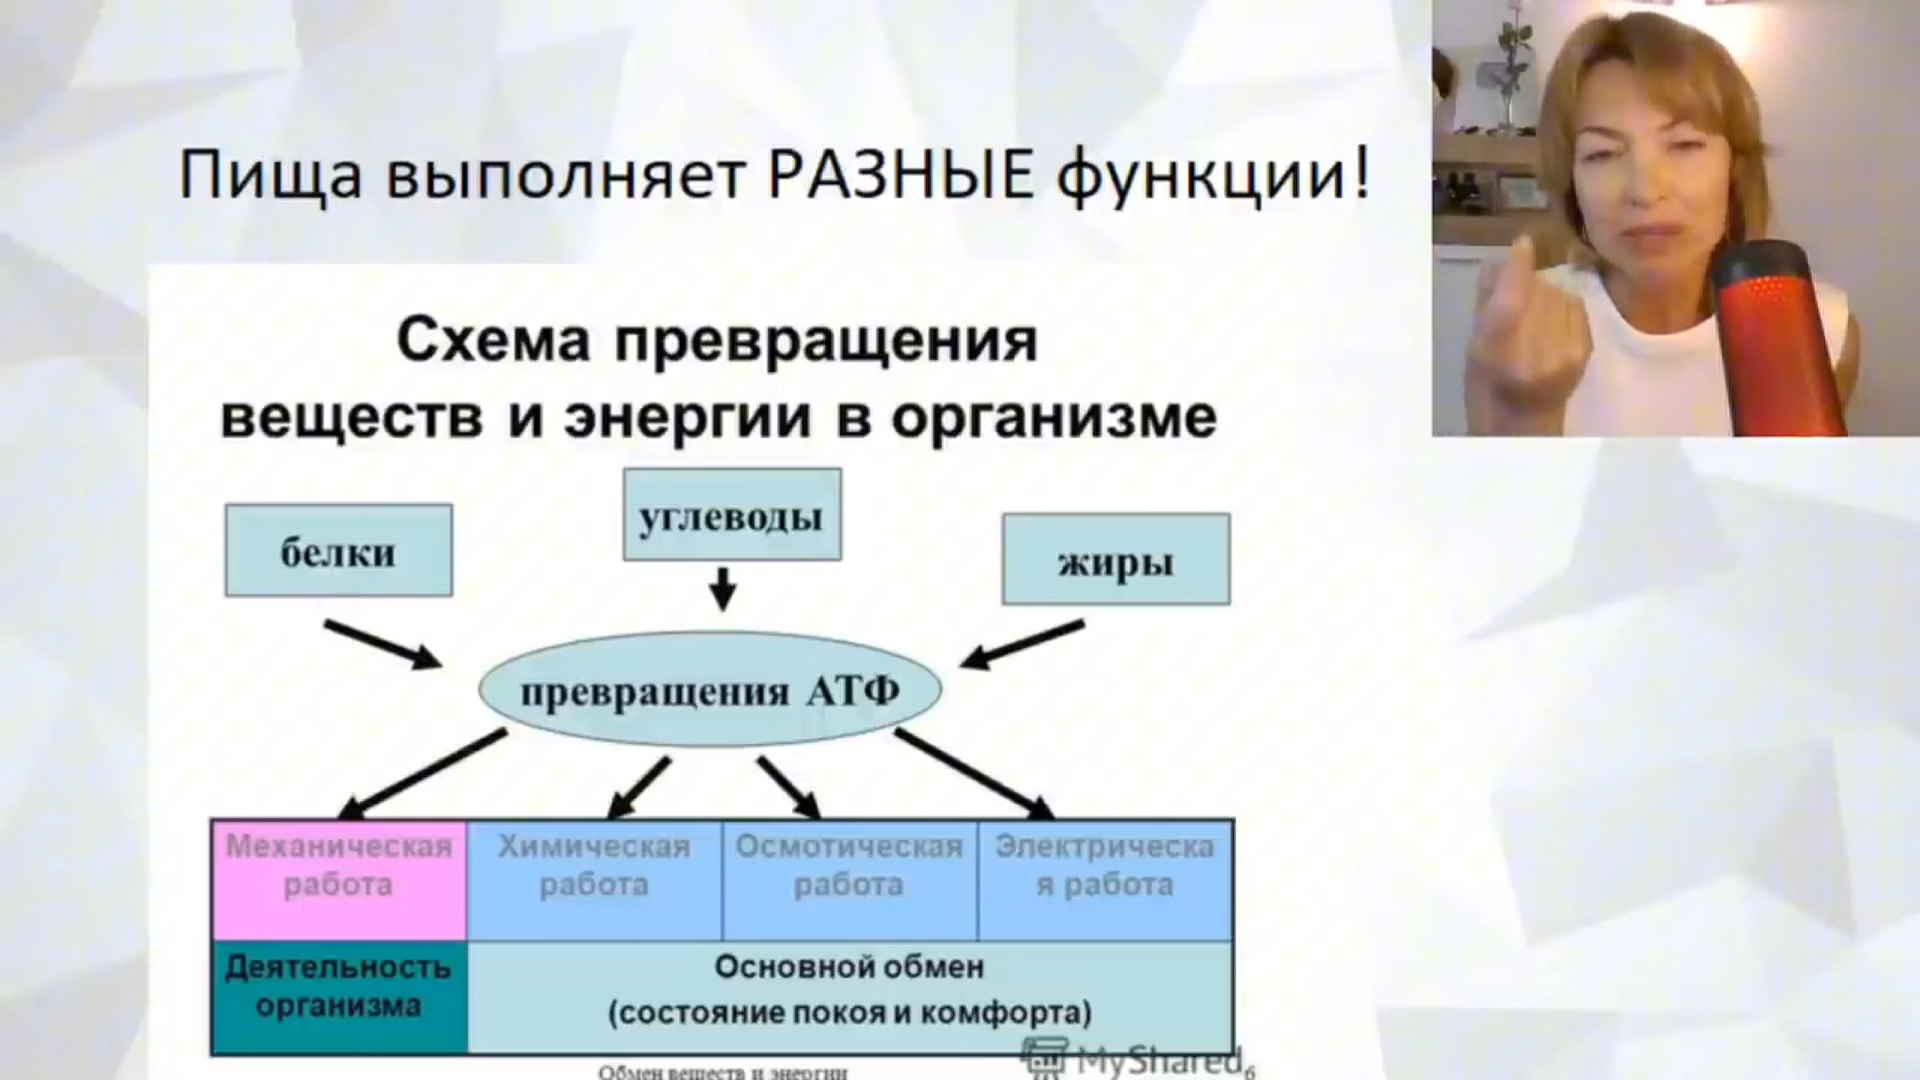 Пища выполняет РАЗНЫЕ функции!
Схема превращения
веществ и энергии в организме
белки
углеводы
жиры
превращения АТФ
Механическая
работа
Химическая
работа
Осмотическая
работа
Электрическа
я работа
Деятельность
организма
Основной обмен
(состояние покоя и комфорта)
Обмен веществ и энергии
MyShared
6